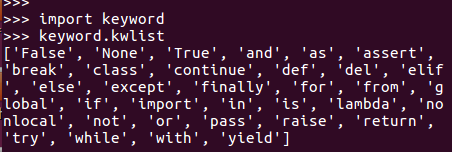 >>>
>>> import keyword
>>> keyword.kwlist
['False', 'None', 'True', 'and', 'as', 'assert',
'break', 'class', 'continue', 'def', 'del', 'elif
', 'else', 'except', 'finally', 'for', 'from', 'g
lobal', 'if', 'import', 'in', 'is', 'lambda', 'no
nlocal', 'not', 'or', 'pass', 'raise', 'return',
'try', 'while', 'with', 'yield']